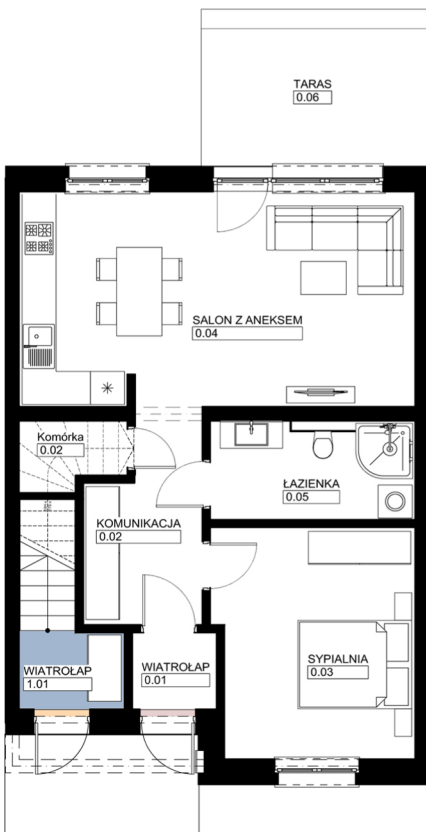 TARAS
0.06
SALON Z ANEKSEM
0.04
Komórka
0.02
ŁAZIENKA
0.05
KOMUNIKACJA
0.02
SYPIALNIA
0.03
WIATROŁAP
1.01
WIATROŁAP
0.01